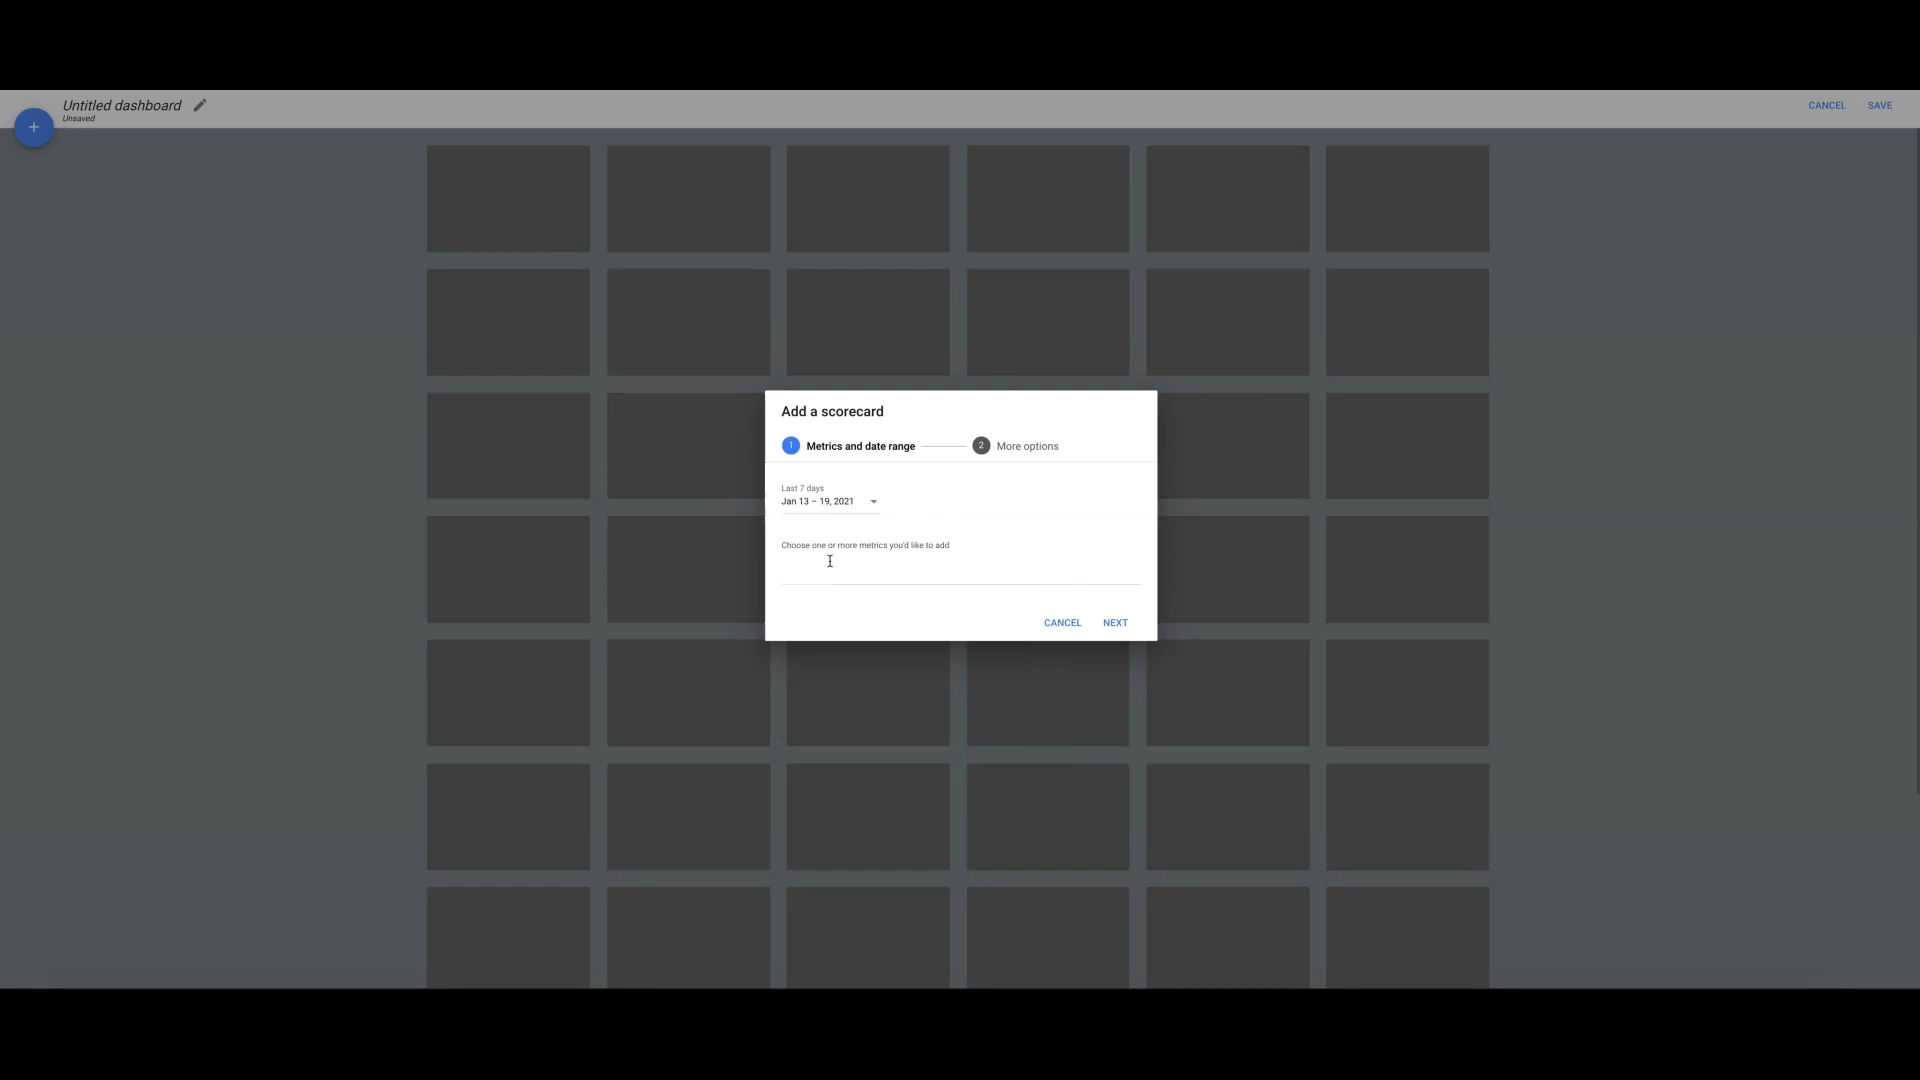 Untitled dashboard
Unsaved
CANCEL SAVE
+
Add a scorecard
1 Metrics and date range 2 More options
Last 7 days
Jan 13 – 19, 2021
Choose one or more metrics you'd like to add
CANCEL NEXT